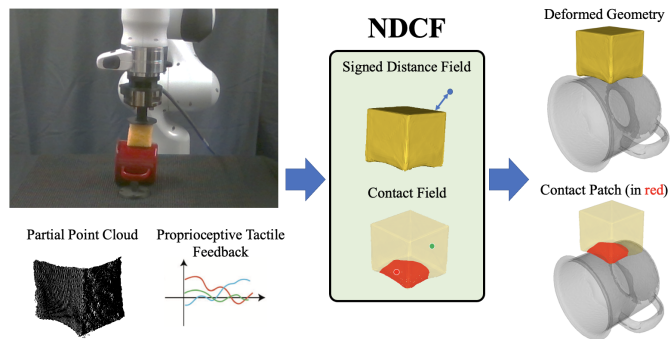 NDCF
Signed Distance Field
Contact Field
Partial Point Cloud
Proprioceptive Tactile
Feedback
Deformed Geometry
Contact Patch (in red)